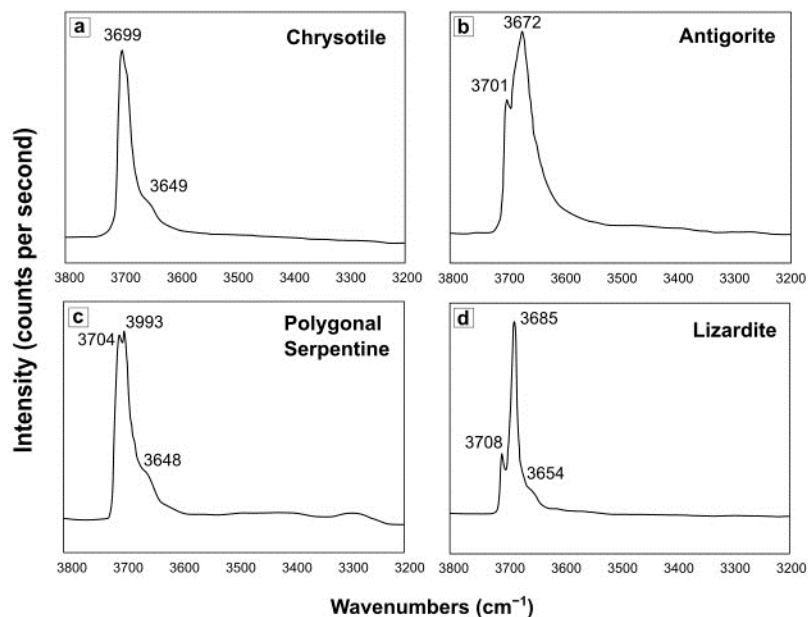 Intensity (counts per second)
a
3699
Chrysotile
3649
3800 3700 3600 3500 3400 3300 3200
b
3672
Antigorite
3701
3800 3700 3600 3500 3400 3300 3200
c
3993
3704
Polygonal
Serpentine
3648
3800 3700 3600 3500 3400 3300 3200
d
3685
Lizardite
3708
3654
3800 3700 3600 3500 3400 3300 3200
Wavenumbers (cm⁻¹)